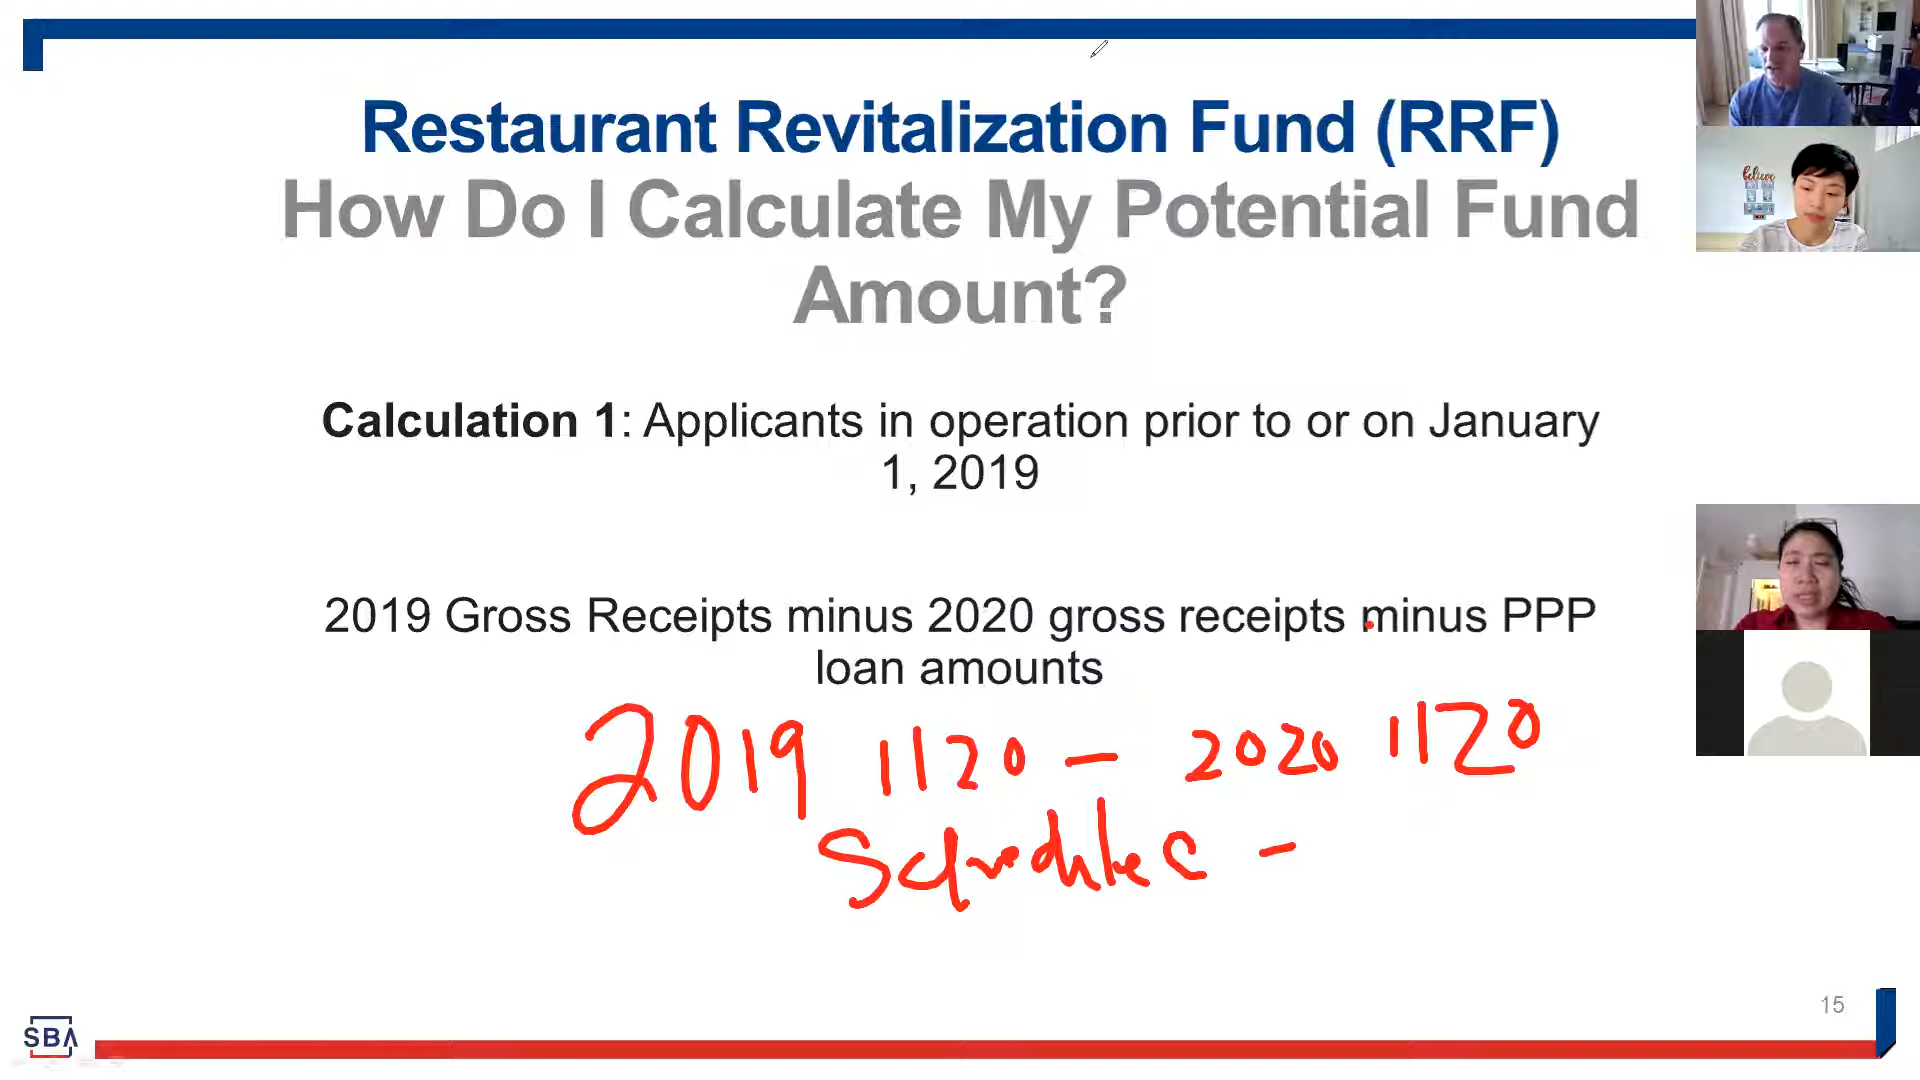 Restaurant Revitalization Fund (RRF)
How Do I Calculate My Potential Fund
Amount?
Calculation 1: Applicants in operation prior to or on January
1, 2019
2019 Gross Receipts minus 2020 gross receipts minus PPP
loan amounts
2019 1120 – 2020 1120
Schedule C –
believe
15
SBA